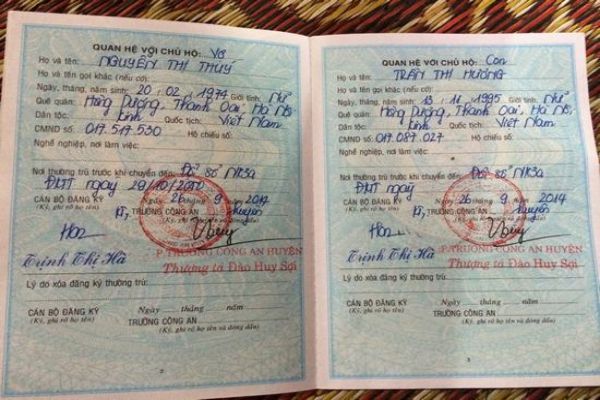 QUAN HỆ VỚI CHỦ HỘ: Vợ
Họ và tên: NGUYỄN THỊ THUÝ
Họ và tên gọi khác (nếu có):
Ngày, tháng, năm sinh: 20 . 02 . 1974 Giới tính: Nữ
Quê quán: Hồng Dương, Thanh Oai, Hà Nội
Dân tộc: kinh Quốc tịch: Việt Nam
CMND số: 017.517.530 Hộ chiếu số:
Nghề nghiệp, nơi làm việc:
Nơi thường trú trước khi chuyển đến: Đổi sổ NK3a
ĐLTT ngày 29/10/2010
Ngày 26 tháng 9 năm 2014
CÁN BỘ ĐĂNG KÝ
(Ký, ghi rõ họ tên)
KT, TRƯỞNG CÔNG AN huyện
Trịnh Thị Hà
P.TRƯỞNG CÔNG AN HUYỆN
Thượng tá Đào Huy Sợi
Lý do xóa đăng ký thường trú:
Ngày tháng năm
CÁN BỘ ĐĂNG KÝ
(Ký, ghi rõ họ tên)
TRƯỞNG CÔNG AN
(Ký, ghi rõ họ tên và đóng dấu)
2
QUAN HỆ VỚI CHỦ HỘ: Con
Họ và tên: TRẦN THỊ HƯƠNG
Họ và tên gọi khác (nếu có):
Ngày, tháng, năm sinh: 13 . 11 . 1995 Giới tính: Nữ
Quê quán: Hồng Dương, Thanh Oai, Hà Nội
Dân tộc: kinh Quốc tịch: Việt Nam
CMND số: 017.087.027 Hộ chiếu số:
Nghề nghiệp, nơi làm việc:
Nơi thường trú trước khi chuyển đến: Đổi sổ NK3a
ĐLTT ngày
Ngày 26 tháng 9 năm 2014
CÁN BỘ ĐĂNG KÝ
(Ký, ghi rõ họ tên)
KT, TRƯỞNG CÔNG AN huyện
Trịnh Thị Hà
P.TRƯỞNG CÔNG AN HUYỆN
Thượng tá Đào Huy Sợi
Lý do xóa đăng ký thường trú:
Ngày tháng năm
CÁN BỘ ĐĂNG KÝ
(Ký, ghi rõ họ tên)
TRƯỞNG CÔNG AN
(Ký, ghi rõ họ tên và đóng dấu)
3